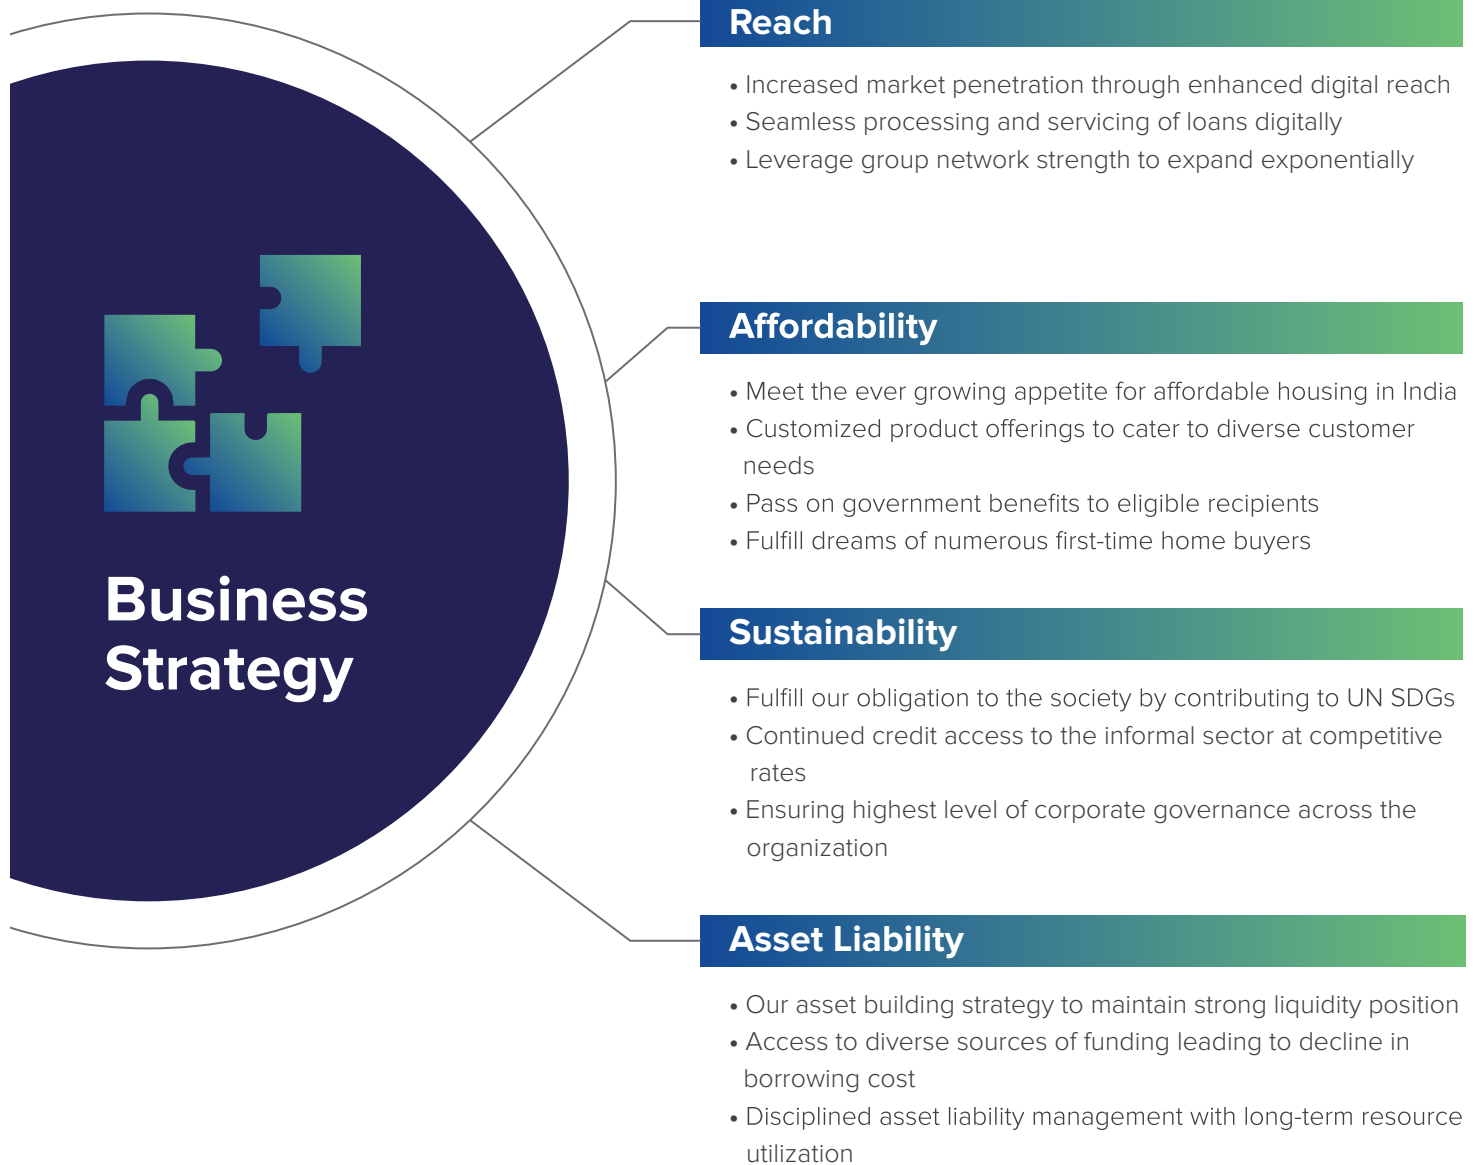 Business
Strategy
Reach
• Increased market penetration through enhanced digital reach
• Seamless processing and servicing of loans digitally
• Leverage group network strength to expand exponentially
Affordability
• Meet the ever growing appetite for affordable housing in India
• Customized product offerings to cater to diverse customer
needs
• Pass on government benefits to eligible recipients
• Fulfill dreams of numerous first-time home buyers
Sustainability
• Fulfill our obligation to the society by contributing to UN SDGs
• Continued credit access to the informal sector at competitive
rates
• Ensuring highest level of corporate governance across the
organization
Asset Liability
• Our asset building strategy to maintain strong liquidity position
• Access to diverse sources of funding leading to decline in
borrowing cost
• Disciplined asset liability management with long-term resource
utilization